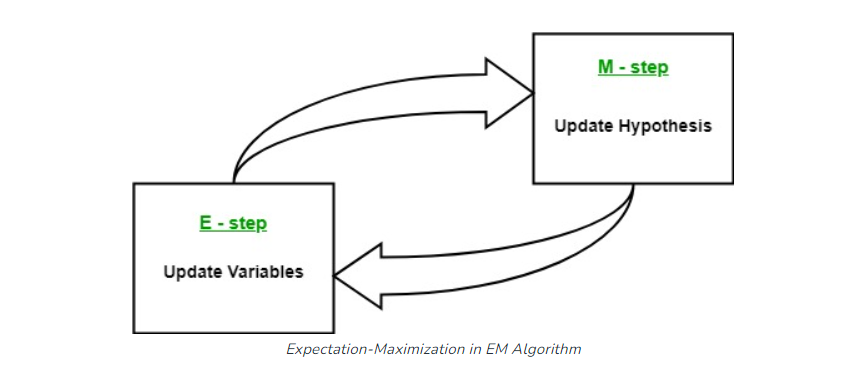 M - step
Update Hypothesis
E - step
Update Variables
Expectation-Maximization in EM Algorithm